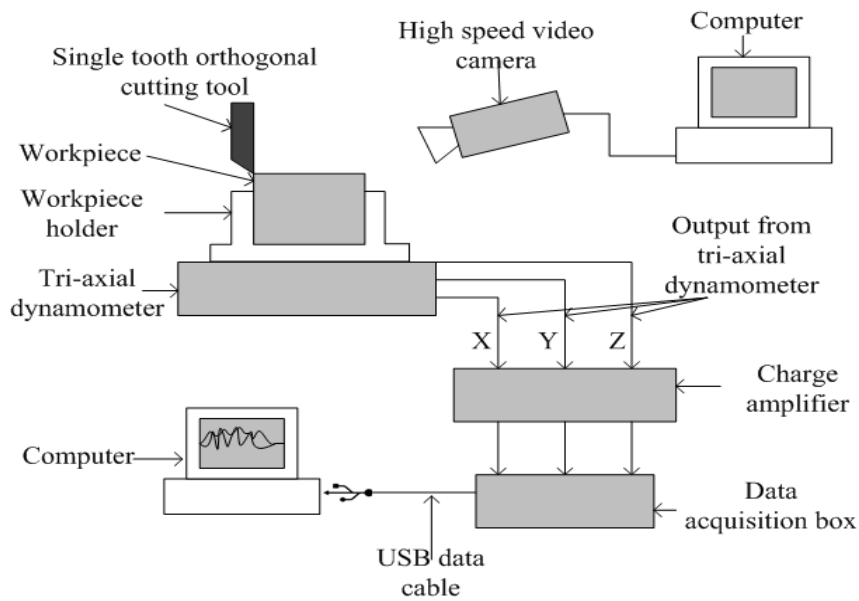 Single tooth orthogonal
cutting tool
High speed video
camera
Computer
Workpiece
Workpiece
holder
Tri-axial
dynamometer
Output from
tri-axial
dynamometer
X Y Z
Charge
amplifier
Computer
Data
acquisition box
USB data
cable